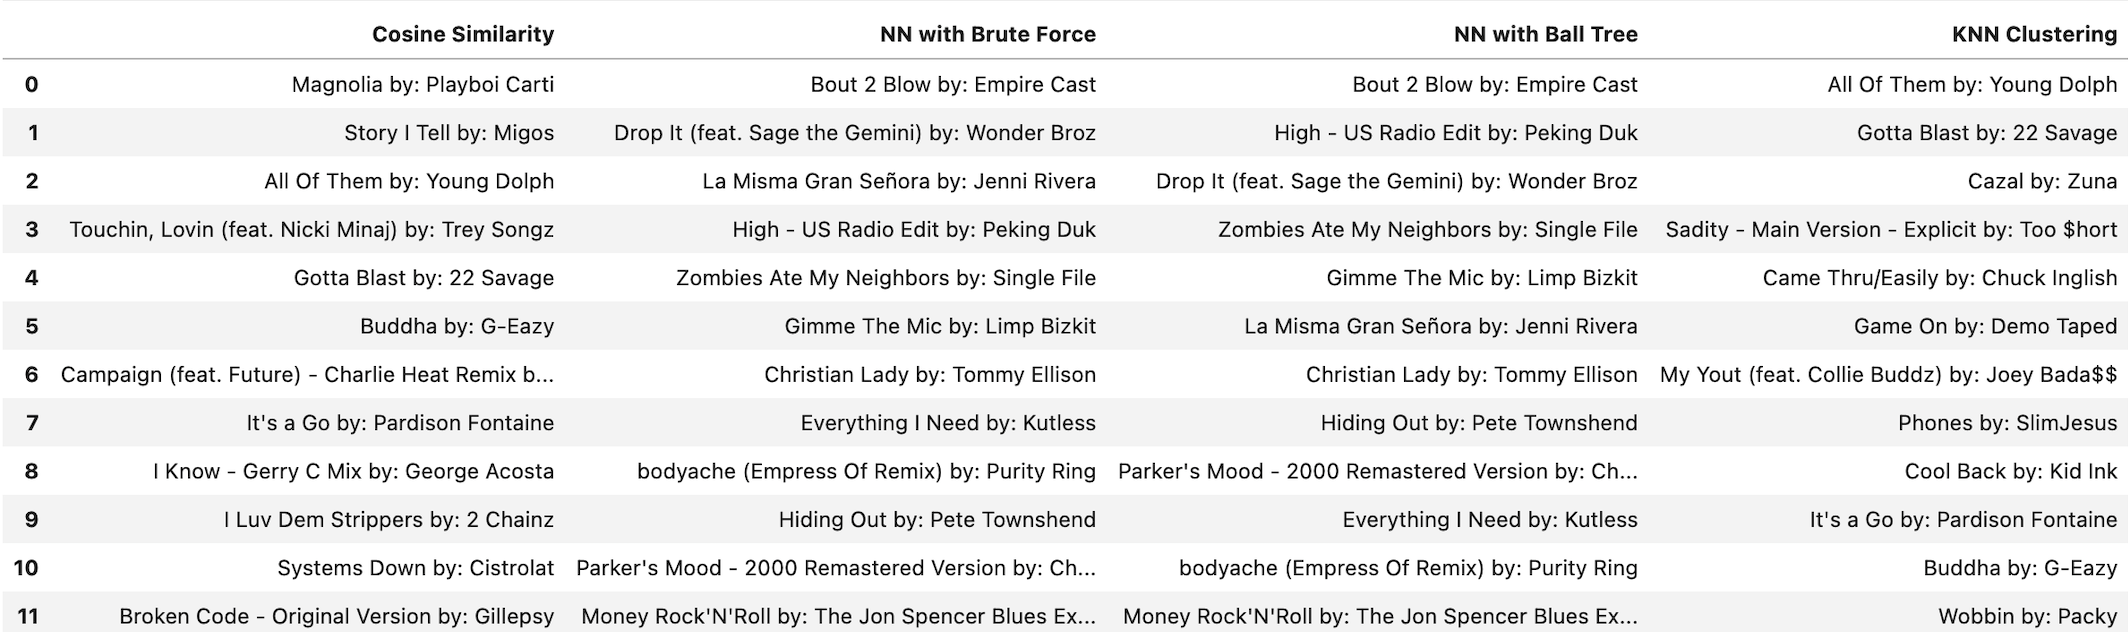 Cosine Similarity NN with Brute Force NN with Ball Tree KNN Clustering
0 Magnolia by: Playboi Carti Bout 2 Blow by: Empire Cast Bout 2 Blow by: Empire Cast All Of Them by: Young Dolph
1 Story I Tell by: Migos Drop It (feat. Sage the Gemini) by: Wonder Broz High - US Radio Edit by: Peking Duk Gotta Blast by: 22 Savage
2 All Of Them by: Young Dolph La Misma Gran Señora by: Jenni Rivera Drop It (feat. Sage the Gemini) by: Wonder Broz Cazal by: Zuna
3 Touchin, Lovin (feat. Nicki Minaj) by: Trey Songz High - US Radio Edit by: Peking Duk Zombies Ate My Neighbors by: Single File Sadity - Main Version - Explicit by: Too $hort
4 Gotta Blast by: 22 Savage Zombies Ate My Neighbors by: Single File Gimme The Mic by: Limp Bizkit Came Thru/Easily by: Chuck Inglish
5 Buddha by: G-Eazy Gimme The Mic by: Limp Bizkit La Misma Gran Señora by: Jenni Rivera Game On by: Demo Taped
6 Campaign (feat. Future) - Charlie Heat Remix b... Christian Lady by: Tommy Ellison Christian Lady by: Tommy Ellison My Yout (feat. Collie Buddz) by: Joey Bada$$
7 It's a Go by: Pardison Fontaine Everything I Need by: Kutless Hiding Out by: Pete Townshend Phones by: SlimJesus
8 I Know - Gerry C Mix by: George Acosta bodyache (Empress Of Remix) by: Purity Ring Parker's Mood - 2000 Remastered Version by: Ch... Cool Back by: Kid Ink
9 I Luv Dem Strippers by: 2 Chainz Hiding Out by: Pete Townshend Everything I Need by: Kutless It's a Go by: Pardison Fontaine
10 Systems Down by: Cistrolat Parker's Mood - 2000 Remastered Version by: Ch... bodyache (Empress Of Remix) by: Purity Ring Buddha by: G-Eazy
11 Broken Code - Original Version by: Gillepsy Money Rock'N'Roll by: The Jon Spencer Blues Ex... Money Rock'N'Roll by: The Jon Spencer Blues Ex... Wobbin by: Packy